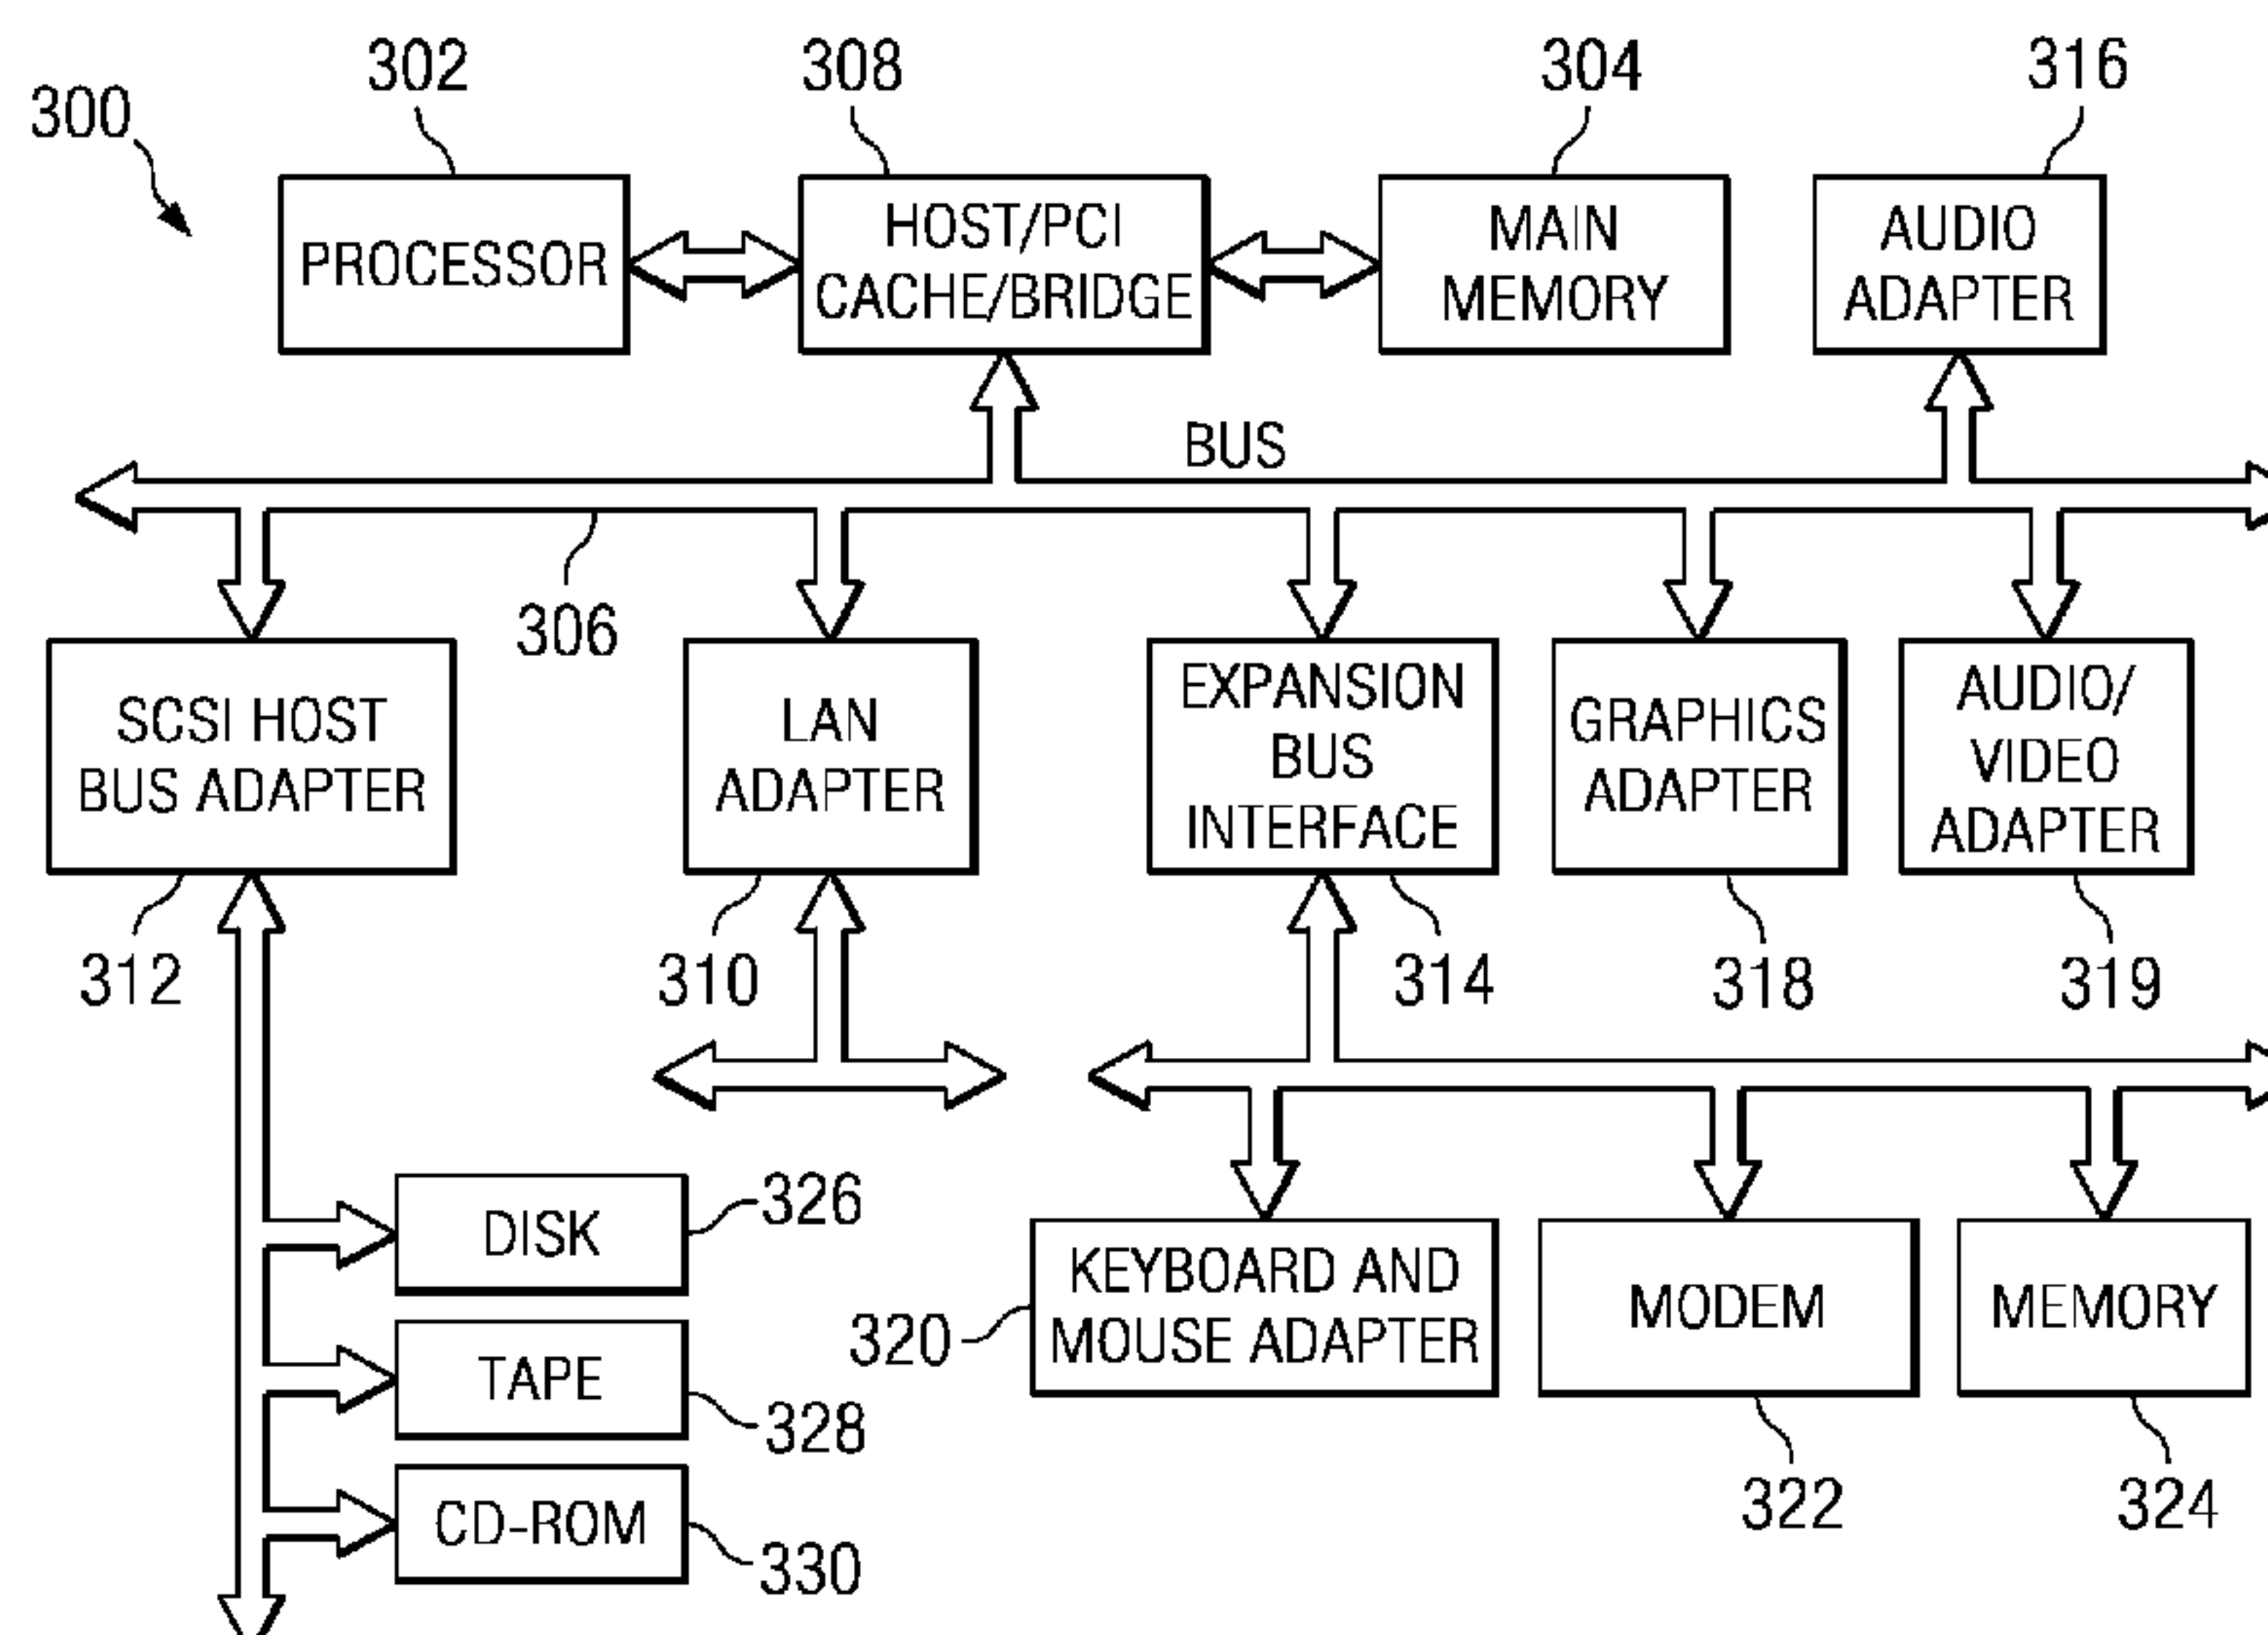 300
302
308
304
316
PROCESSOR
HOST/PCI
CACHE/BRIDGE
MAIN
MEMORY
AUDIO
ADAPTER
BUS
306
SCSI HOST
BUS ADAPTER
LAN
ADAPTER
EXPANSION
BUS
INTERFACE
GRAPHICS
ADAPTER
AUDIO/
VIDEO
ADAPTER
312
310
314
318
319
DISK
326
TAPE
328
CD-ROM
330
320
KEYBOARD AND
MOUSE ADAPTER
MODEM
MEMORY
322
324